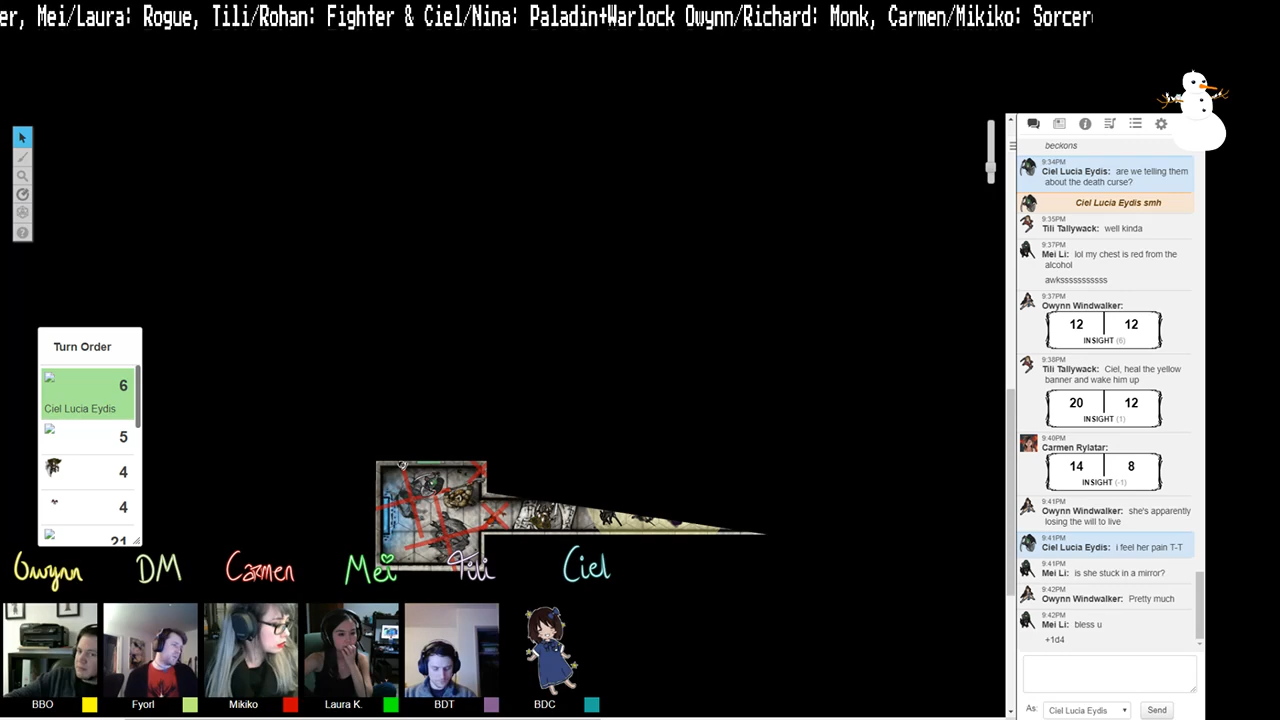 er, Mei/Laura: Rogue, Tili/Rohan: Fighter & Ciel/Nina: Paladin+Warlock Owynn/Richard: Monk, Carmen/Mikiko: Sorcer
beckons
9:34PM
Ciel Lucia Eydis: are we telling them
about the death curse?
Ciel Lucia Eydis smh
9:35PM
Tili Tallywack: well kinda
9:37PM
Mei Li: lol my chest is red from the
alcohol
awksssssssssss
9:37PM
Owynn Windwalker:
12 12
INSIGHT (6)
9:38PM
Tili Tallywack: Ciel, heal the yellow
banner and wake him up
20 12
INSIGHT (1)
9:40PM
Carmen Rylatar:
14 8
INSIGHT (-1)
9:41PM
Owynn Windwalker: she's apparently
losing the will to live
9:41PM
Ciel Lucia Eydis: i feel her pain T-T
9:41PM
Mei Li: is she stuck in a mirror?
9:42PM
Owynn Windwalker: Pretty much
9:42PM
Mei Li: bless u
+1d4
As: Ciel Lucia Eydis Send
Turn Order
6
Ciel Lucia Eydis
5
4
4
21
Owynn DM Carmen Mei Tili Ciel
BBO Fyorl Mikiko Laura K. BDT BDC